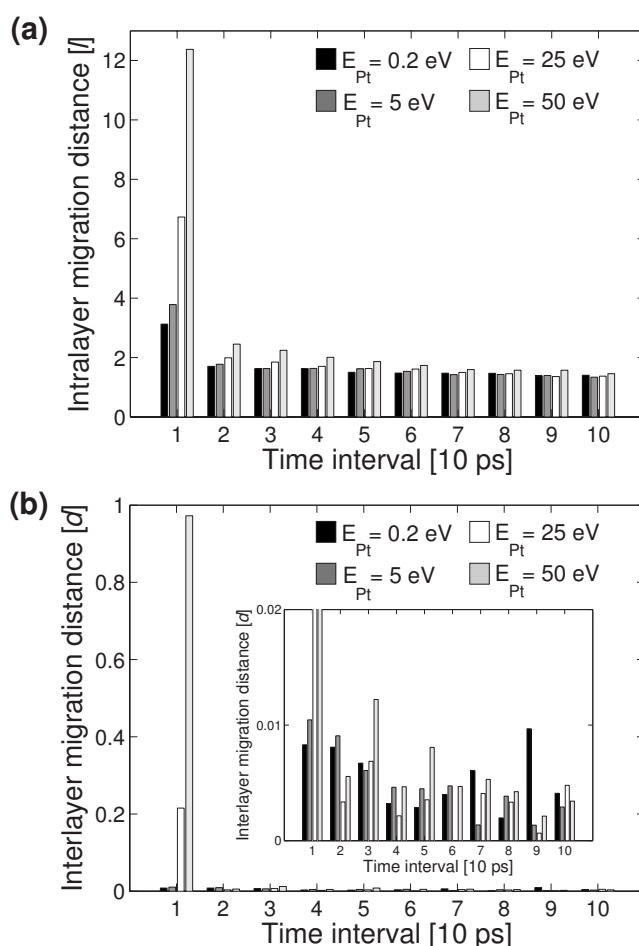 (a)
Intralayer migration distance [l]
12
10
8
6
4
2
0
E_Pt= 0.2 eV
E_Pt= 25 eV
E_Pt= 5 eV
E_Pt= 50 eV
1 2 3 4 5 6 7 8 9 10
Time interval [10 ps]
(b)
Interlayer migration distance [d]
1
0.8
0.6
0.4
0.2
0
E_Pt= 0.2 eV
E_Pt= 25 eV
E_Pt= 5 eV
E_Pt= 50 eV
Interlayer migration distance [d]
0.02
0.01
0
1 2 3 4 5 6 7 8 9 10
Time interval [10 ps]
1 2 3 4 5 6 7 8 9 10
Time interval [10 ps]